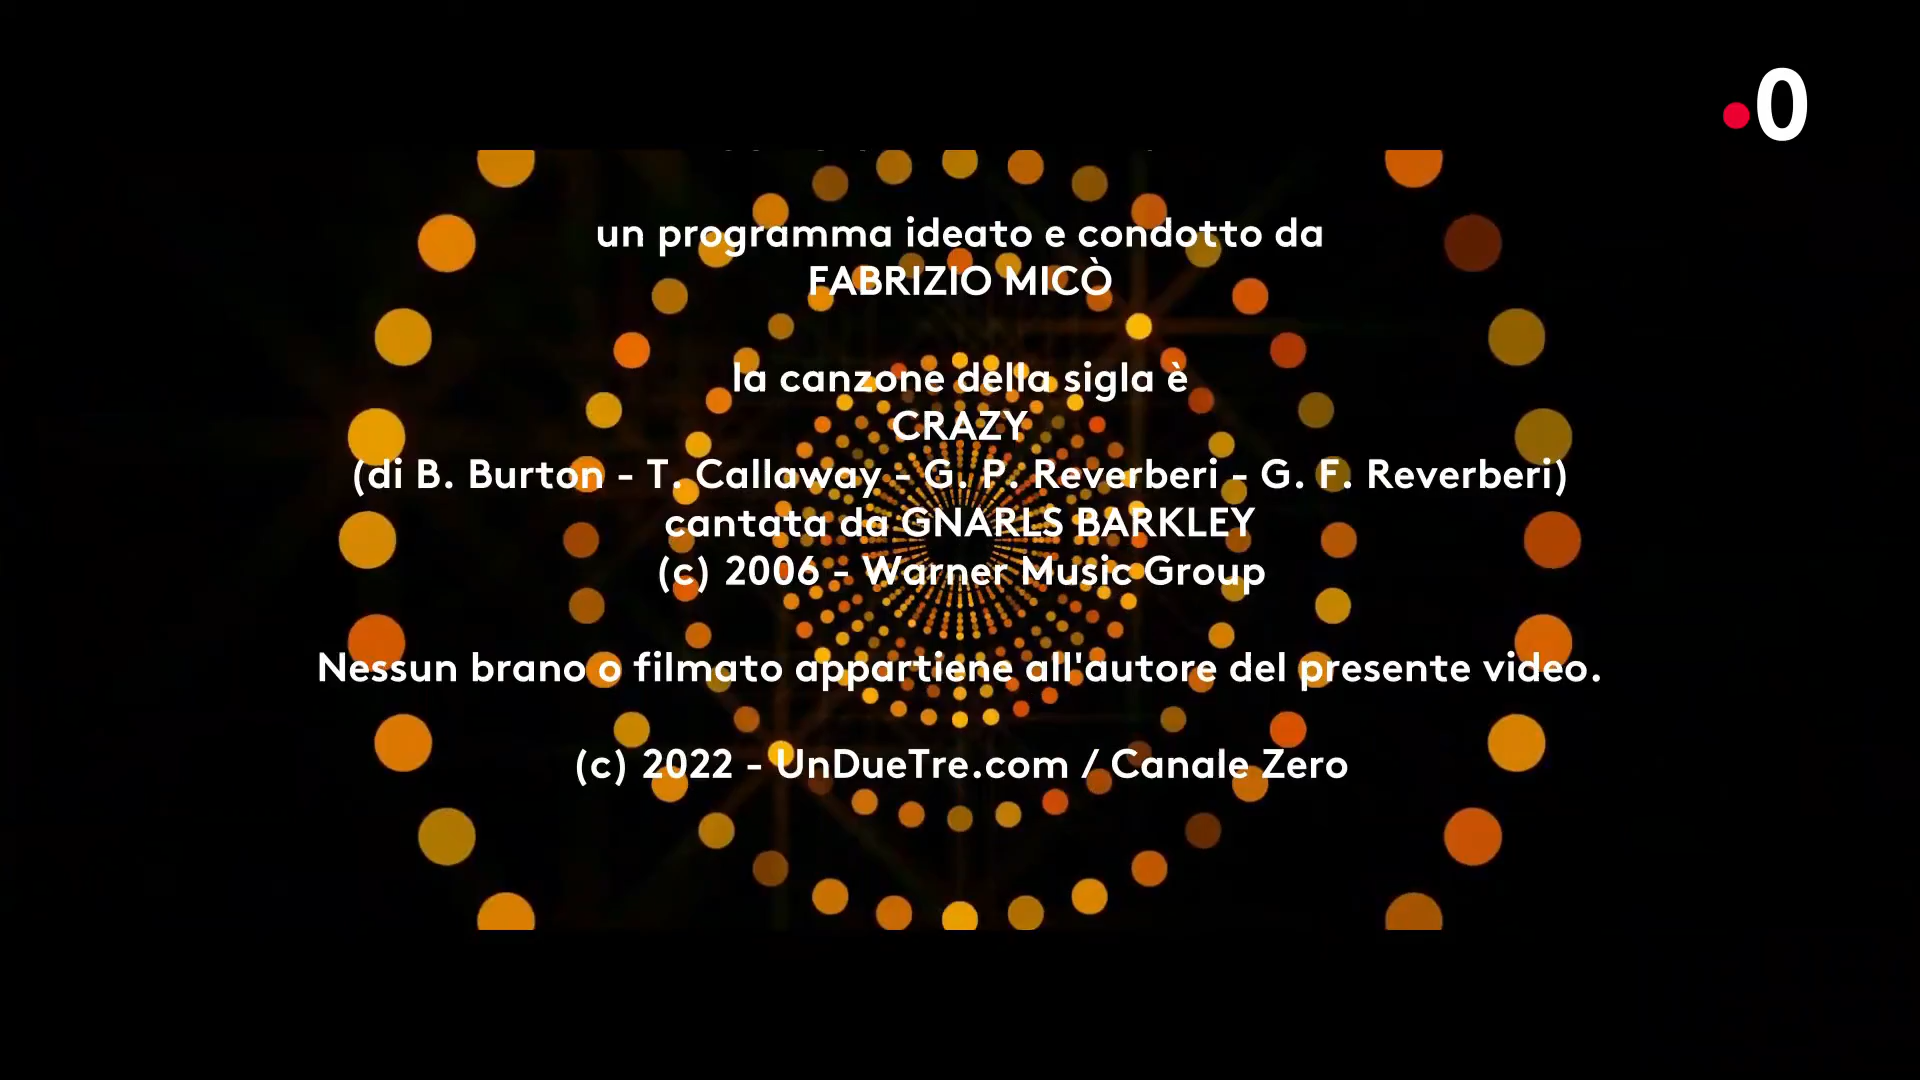 0
un programma ideato e condotto da
FABRIZIO MICÒ
la canzone della sigla è
CRAZY
(di B. Burton - T. Callaway - G. P. Reverberi - G. F. Reverberi)
cantata da GNARLS BARKLEY
(c) 2006 - Warner Music Group
Nessun brano o filmato appartiene all'autore del presente video.
(c) 2022 - UnDueTre.com / Canale Zero